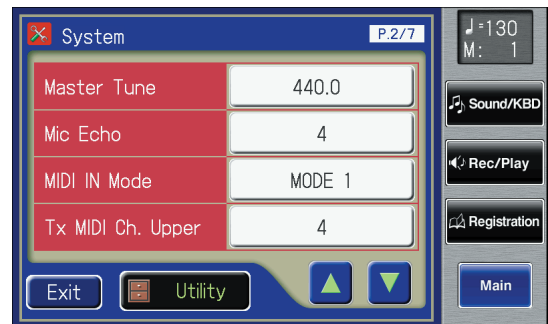 System
P.2/7
♩=130
M: 1
Master Tune 440.0
Mic Echo 4
MIDI IN Mode MODE 1
Tx MIDI Ch. Upper 4
Exit
Utility
Sound/KBD
Rec/Play
Registration
Main